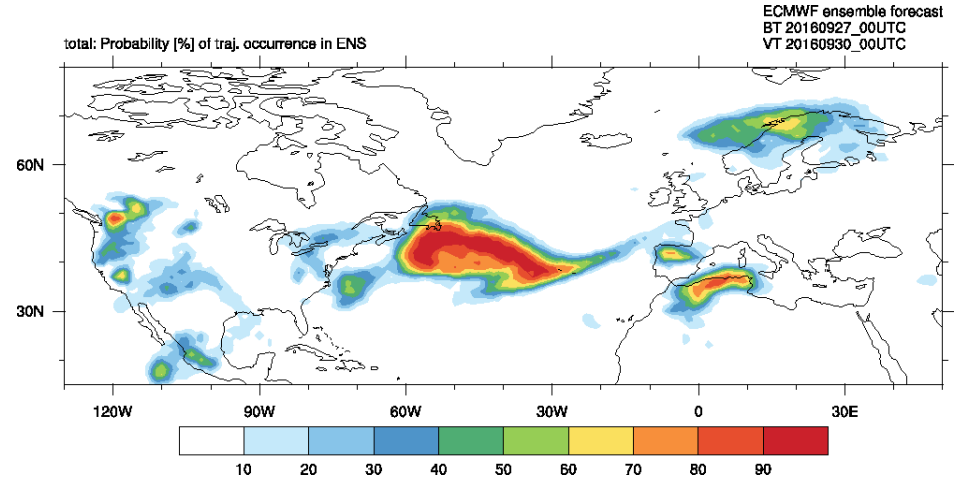 ECMWF ensemble forecast
BT 20160927_00UTC
total: Probability [%] of traj. occurrence in ENS
VT 20160930_00UTC
60N
30N
120W 90W 60W 30W 0 30E
10 20 30 40 50 60 70 80 90